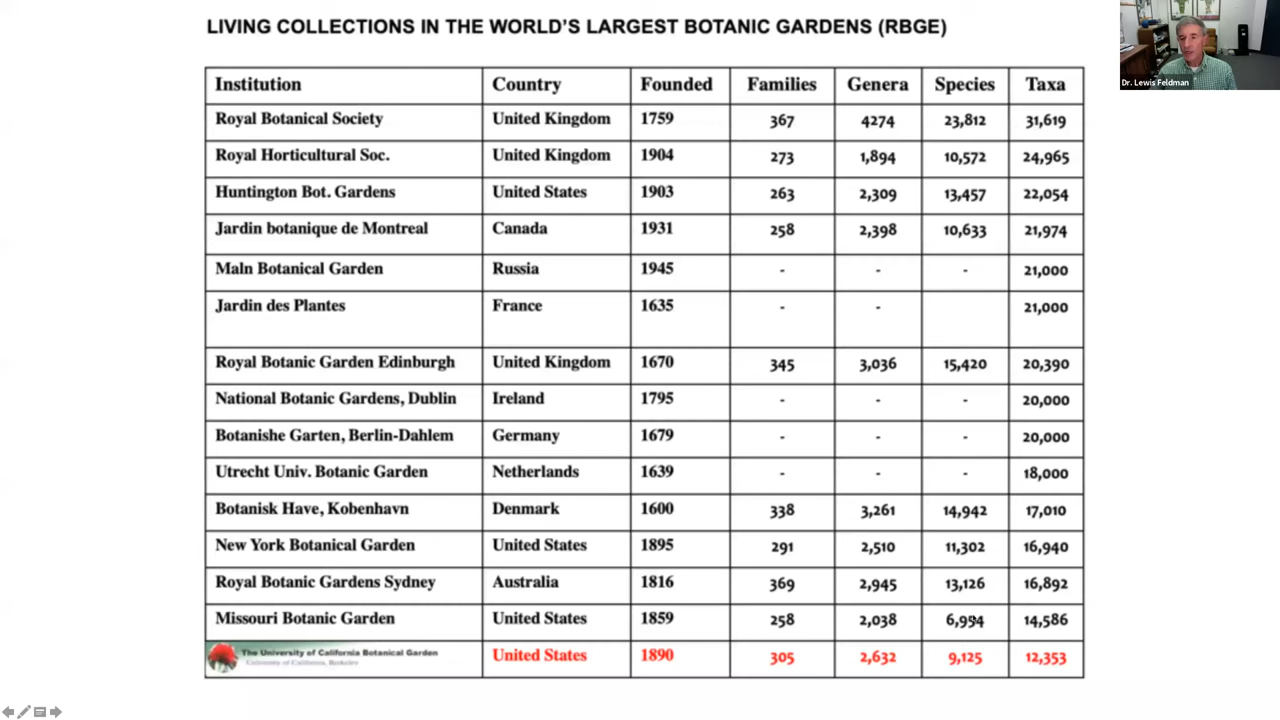 LIVING COLLECTIONS IN THE WORLD'S LARGEST BOTANIC GARDENS (RBGE)
Dr. Lewis Feldman
Institution Country Founded Families Genera Species Taxa
Royal Botanical Society United Kingdom 1759 367 4274 23,812 31,619
Royal Horticultural Soc. United Kingdom 1904 273 1,894 10,572 24,965
Huntington Bot. Gardens United States 1903 263 2,309 13,457 22,054
Jardin botanique de Montreal Canada 1931 258 2,398 10,633 21,974
Maln Botanical Garden Russia 1945 - - - 21,000
Jardin des Plantes France 1635 - - 21,000
Royal Botanic Garden Edinburgh United Kingdom 1670 345 3,036 15,420 20,390
National Botanic Gardens, Dublin Ireland 1795 - - - 20,000
Botanishe Garten, Berlin-Dahlem Germany 1679 - - - 20,000
Utrecht Univ. Botanic Garden Netherlands 1639 - - - 18,000
Botanisk Have, Kobenhavn Denmark 1600 338 3,261 14,942 17,010
New York Botanical Garden United States 1895 291 2,510 11,302 16,940
Royal Botanic Gardens Sydney Australia 1816 369 2,945 13,126 16,892
Missouri Botanic Garden United States 1859 258 2,038 6,994 14,586
The University of California Botanical Garden United States 1890 305 2,632 9,125 12,353
University of California, Berkeley